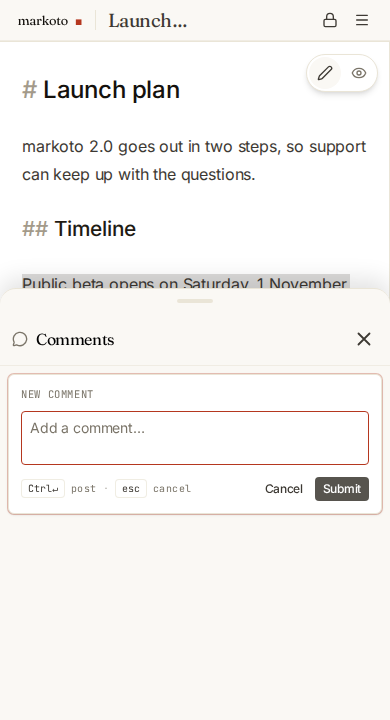 markoto
Launch...
# Launch plan
markoto 2.0 goes out in two steps, so support
can keep up with the questions.
## Timeline
Public beta opens on Saturday, 1 November
Comments
NEW COMMENT
Add a comment...
Ctrl↵ post · esc cancel
Cancel
Submit